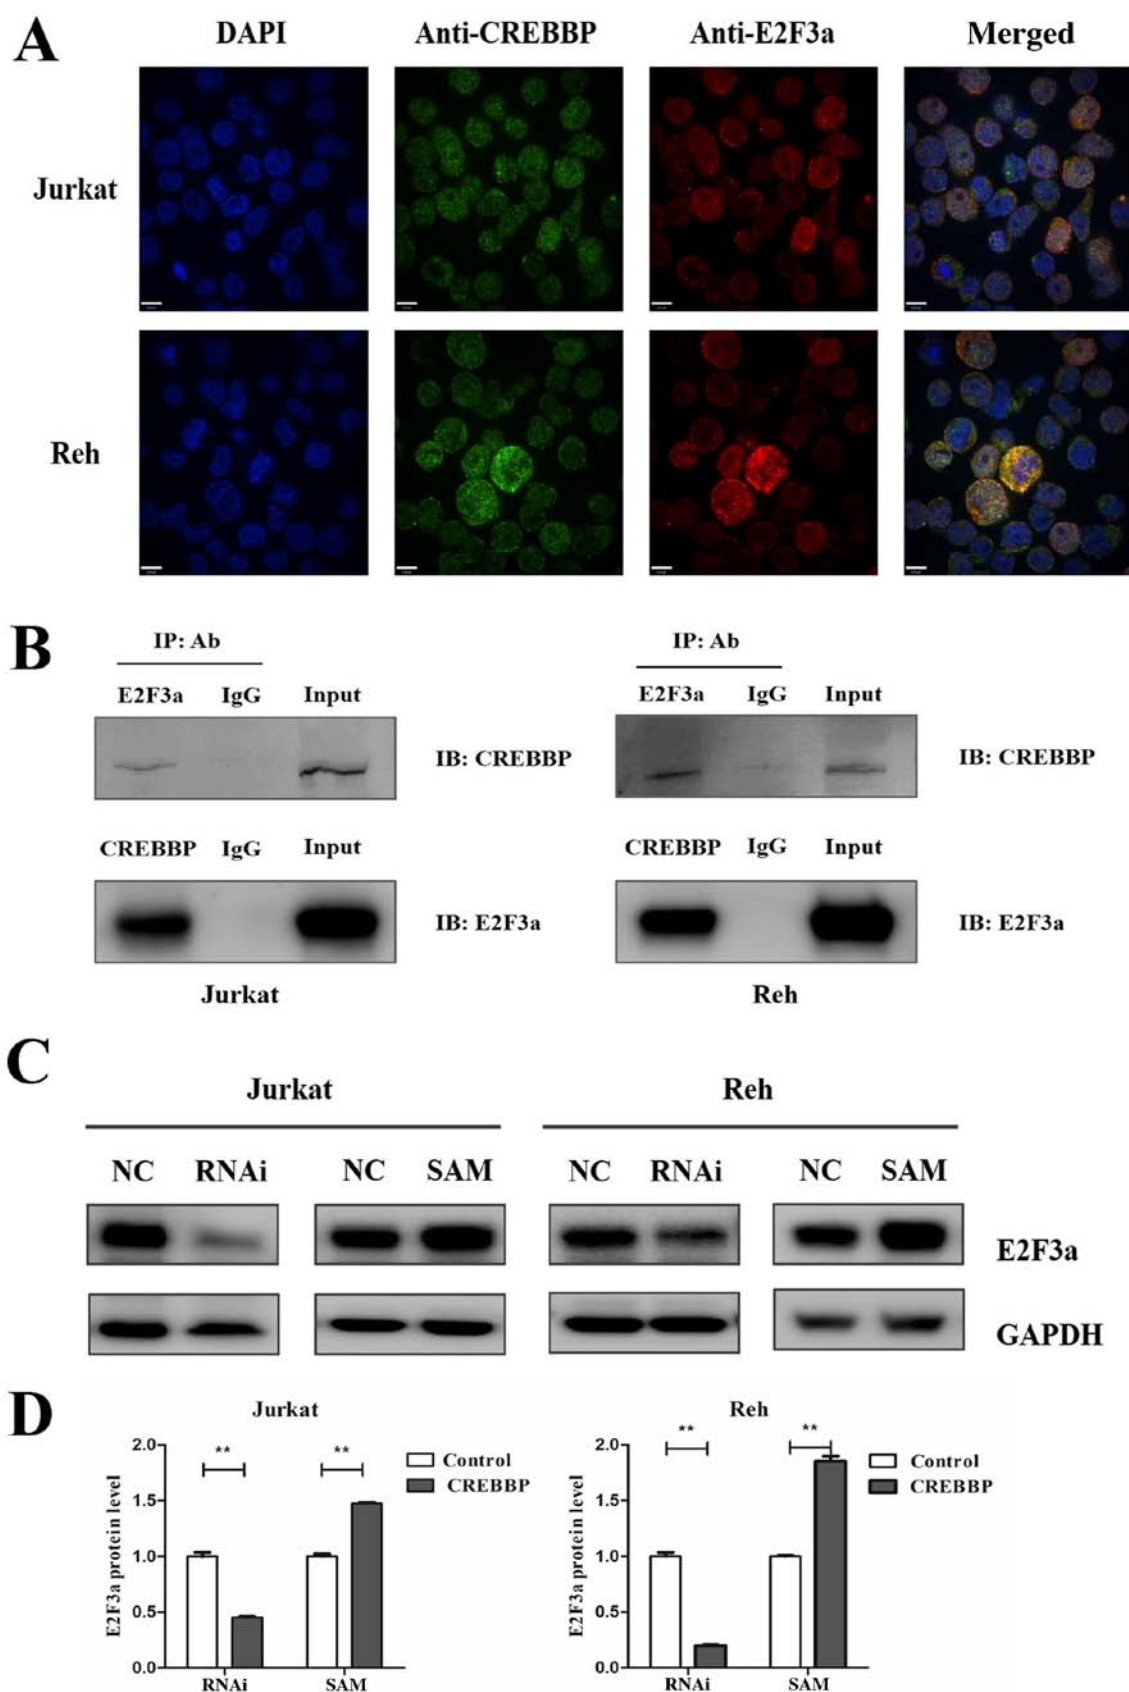 A
DAPI Anti-CREBBP Anti-E2F3a Merged
Jurkat
Reh
B
IP: Ab IP: Ab
E2F3a IgG Input E2F3a IgG Input
IB: CREBBP IB: CREBBP
CREBBP IgG Input CREBBP IgG Input
IB: E2F3a IB: E2F3a
Jurkat Reh
C
Jurkat Reh
NC RNAi NC SAM NC RNAi NC SAM
E2F3a
GAPDH
D
Jurkat Reh
E2F3a protein level
2.0
1.5
1.0
0.5
0.0
** **
Control
CREBBP
RNAi SAM
E2F3a protein level
2.0
1.5
1.0
0.5
0.0
** **
Control
CREBBP
RNAi SAM